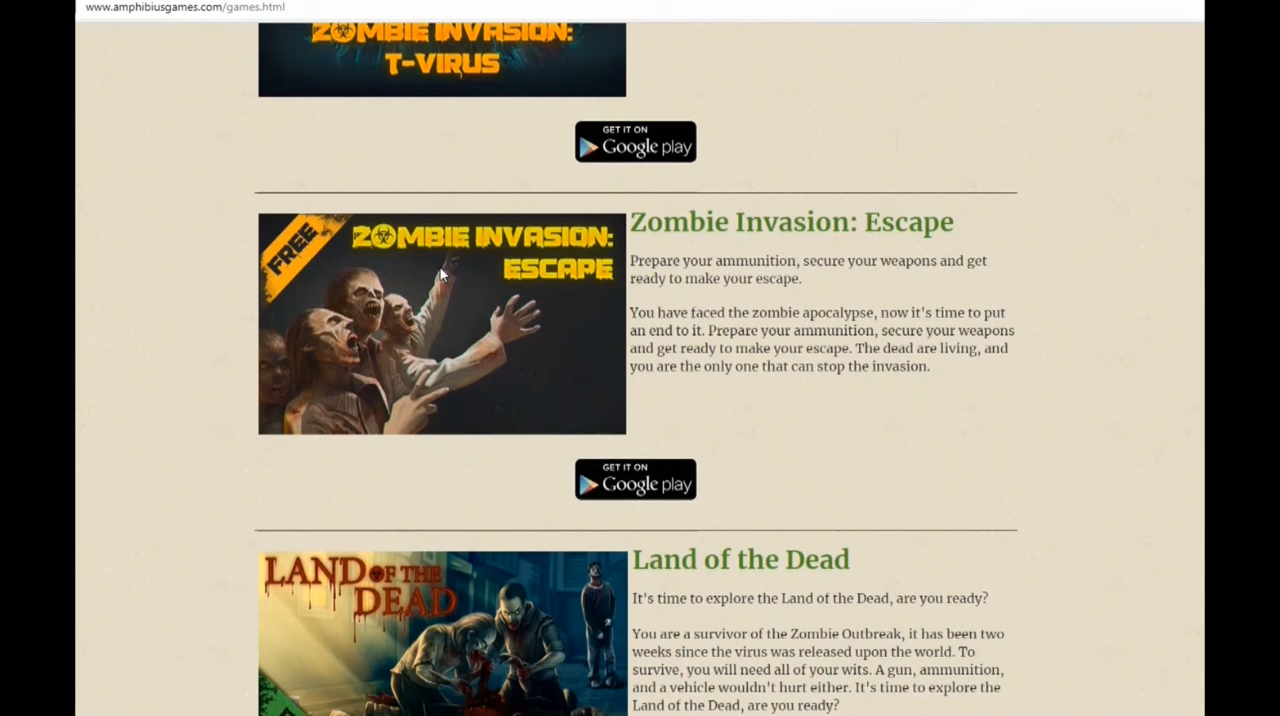 www.amphibiusgames.com/games.html
ZOMBIE INVASION:
T-VIRUS
GET IT ON
Google play
FREE
ZOMBIE INVASION:
ESCAPE
Zombie Invasion: Escape
Prepare your ammunition, secure your weapons and get
ready to make your escape.
You have faced the zombie apocalypse, now it's time to put
an end to it. Prepare your ammunition, secure your weapons
and get ready to make your escape. The dead are living, and
you are the only one that can stop the invasion.
GET IT ON
Google play
LAND OF THE
DEAD
Land of the Dead
It's time to explore the Land of the Dead, are you ready?
You are a survivor of the Zombie Outbreak, it has been two
weeks since the virus was released upon the world. To
survive, you will need all of your wits. A gun, ammunition,
and a vehicle wouldn't hurt either. It's time to explore the
Land of the Dead, are you ready?